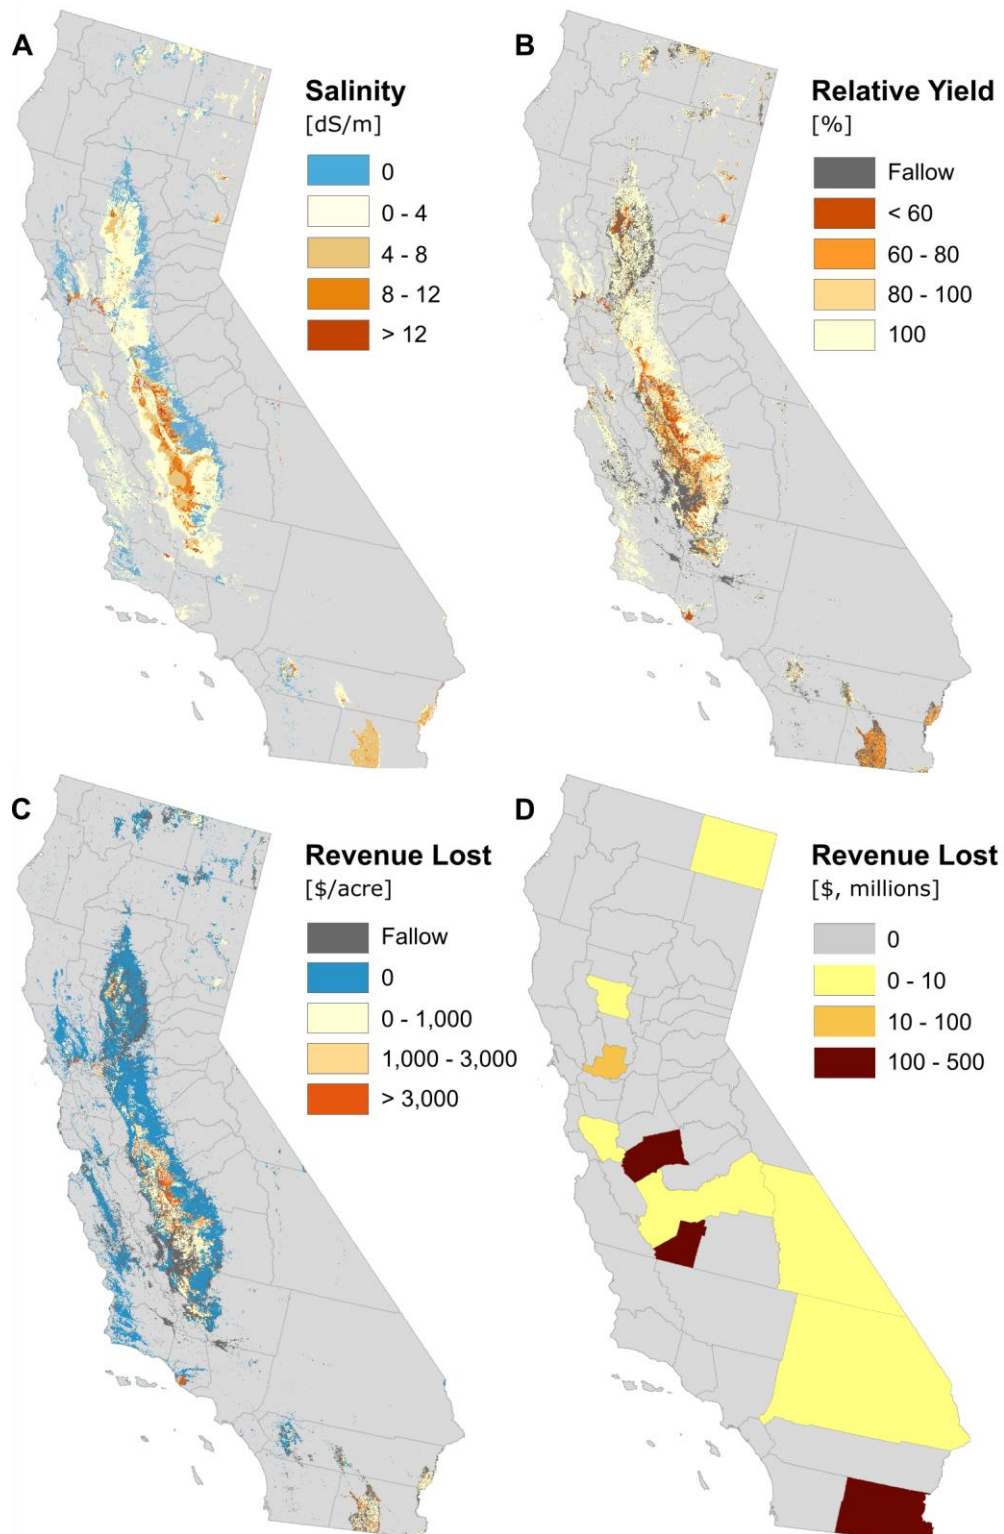 A
Salinity
[dS/m]
0
0 - 4
4 - 8
8 - 12
> 12
B
Relative Yield
[%]
Fallow
< 60
60 - 80
80 - 100
100
C
Revenue Lost
[$/acre]
Fallow
0
0 - 1,000
1,000 - 3,000
> 3,000
D
Revenue Lost
[$, millions]
0
0 - 10
10 - 100
100 - 500